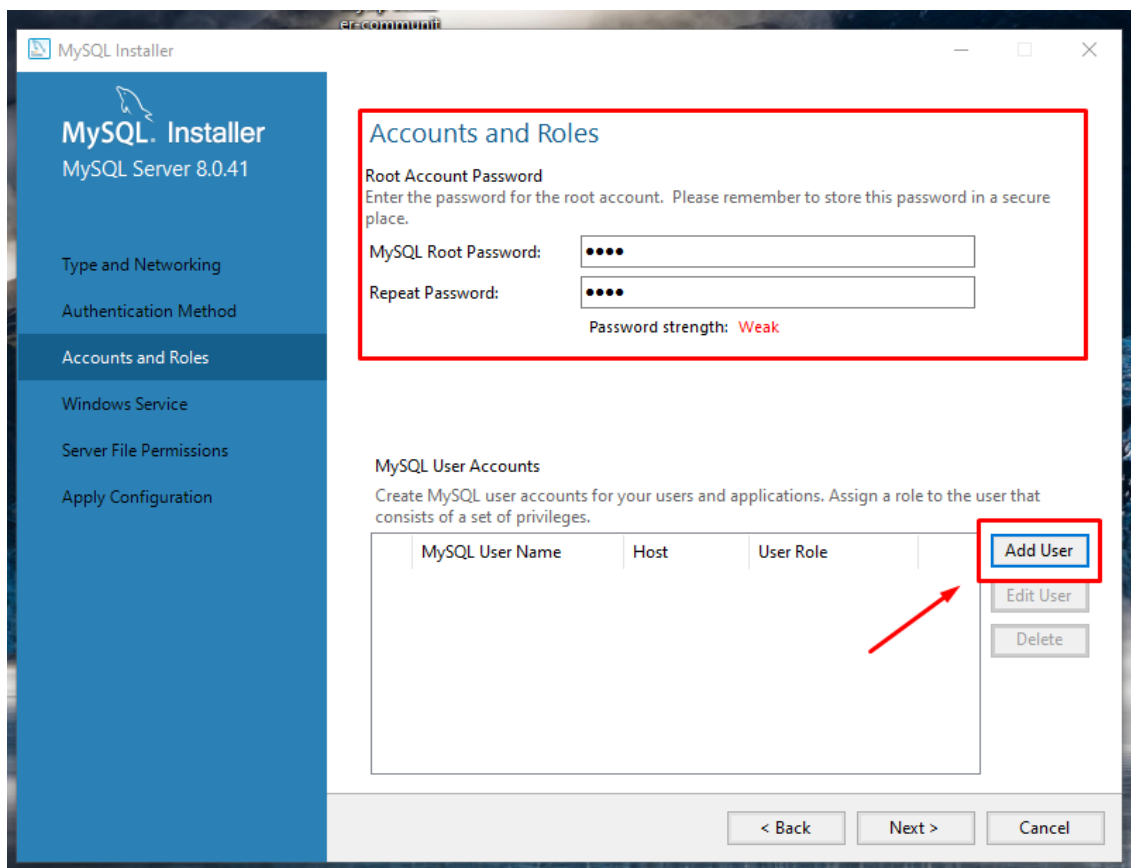 er-communit
MySQL Installer
MySQL. Installer
MySQL Server 8.0.41
Type and Networking
Authentication Method
Accounts and Roles
Windows Service
Server File Permissions
Apply Configuration
Accounts and Roles
Root Account Password
Enter the password for the root account. Please remember to store this password in a secure
place.
MySQL Root Password: ●●●●
Repeat Password: ●●●●
Password strength: Weak
MySQL User Accounts
Create MySQL user accounts for your users and applications. Assign a role to the user that
consists of a set of privileges.
MySQL User Name Host User Role
Add User
Edit User
Delete
< Back Next > Cancel